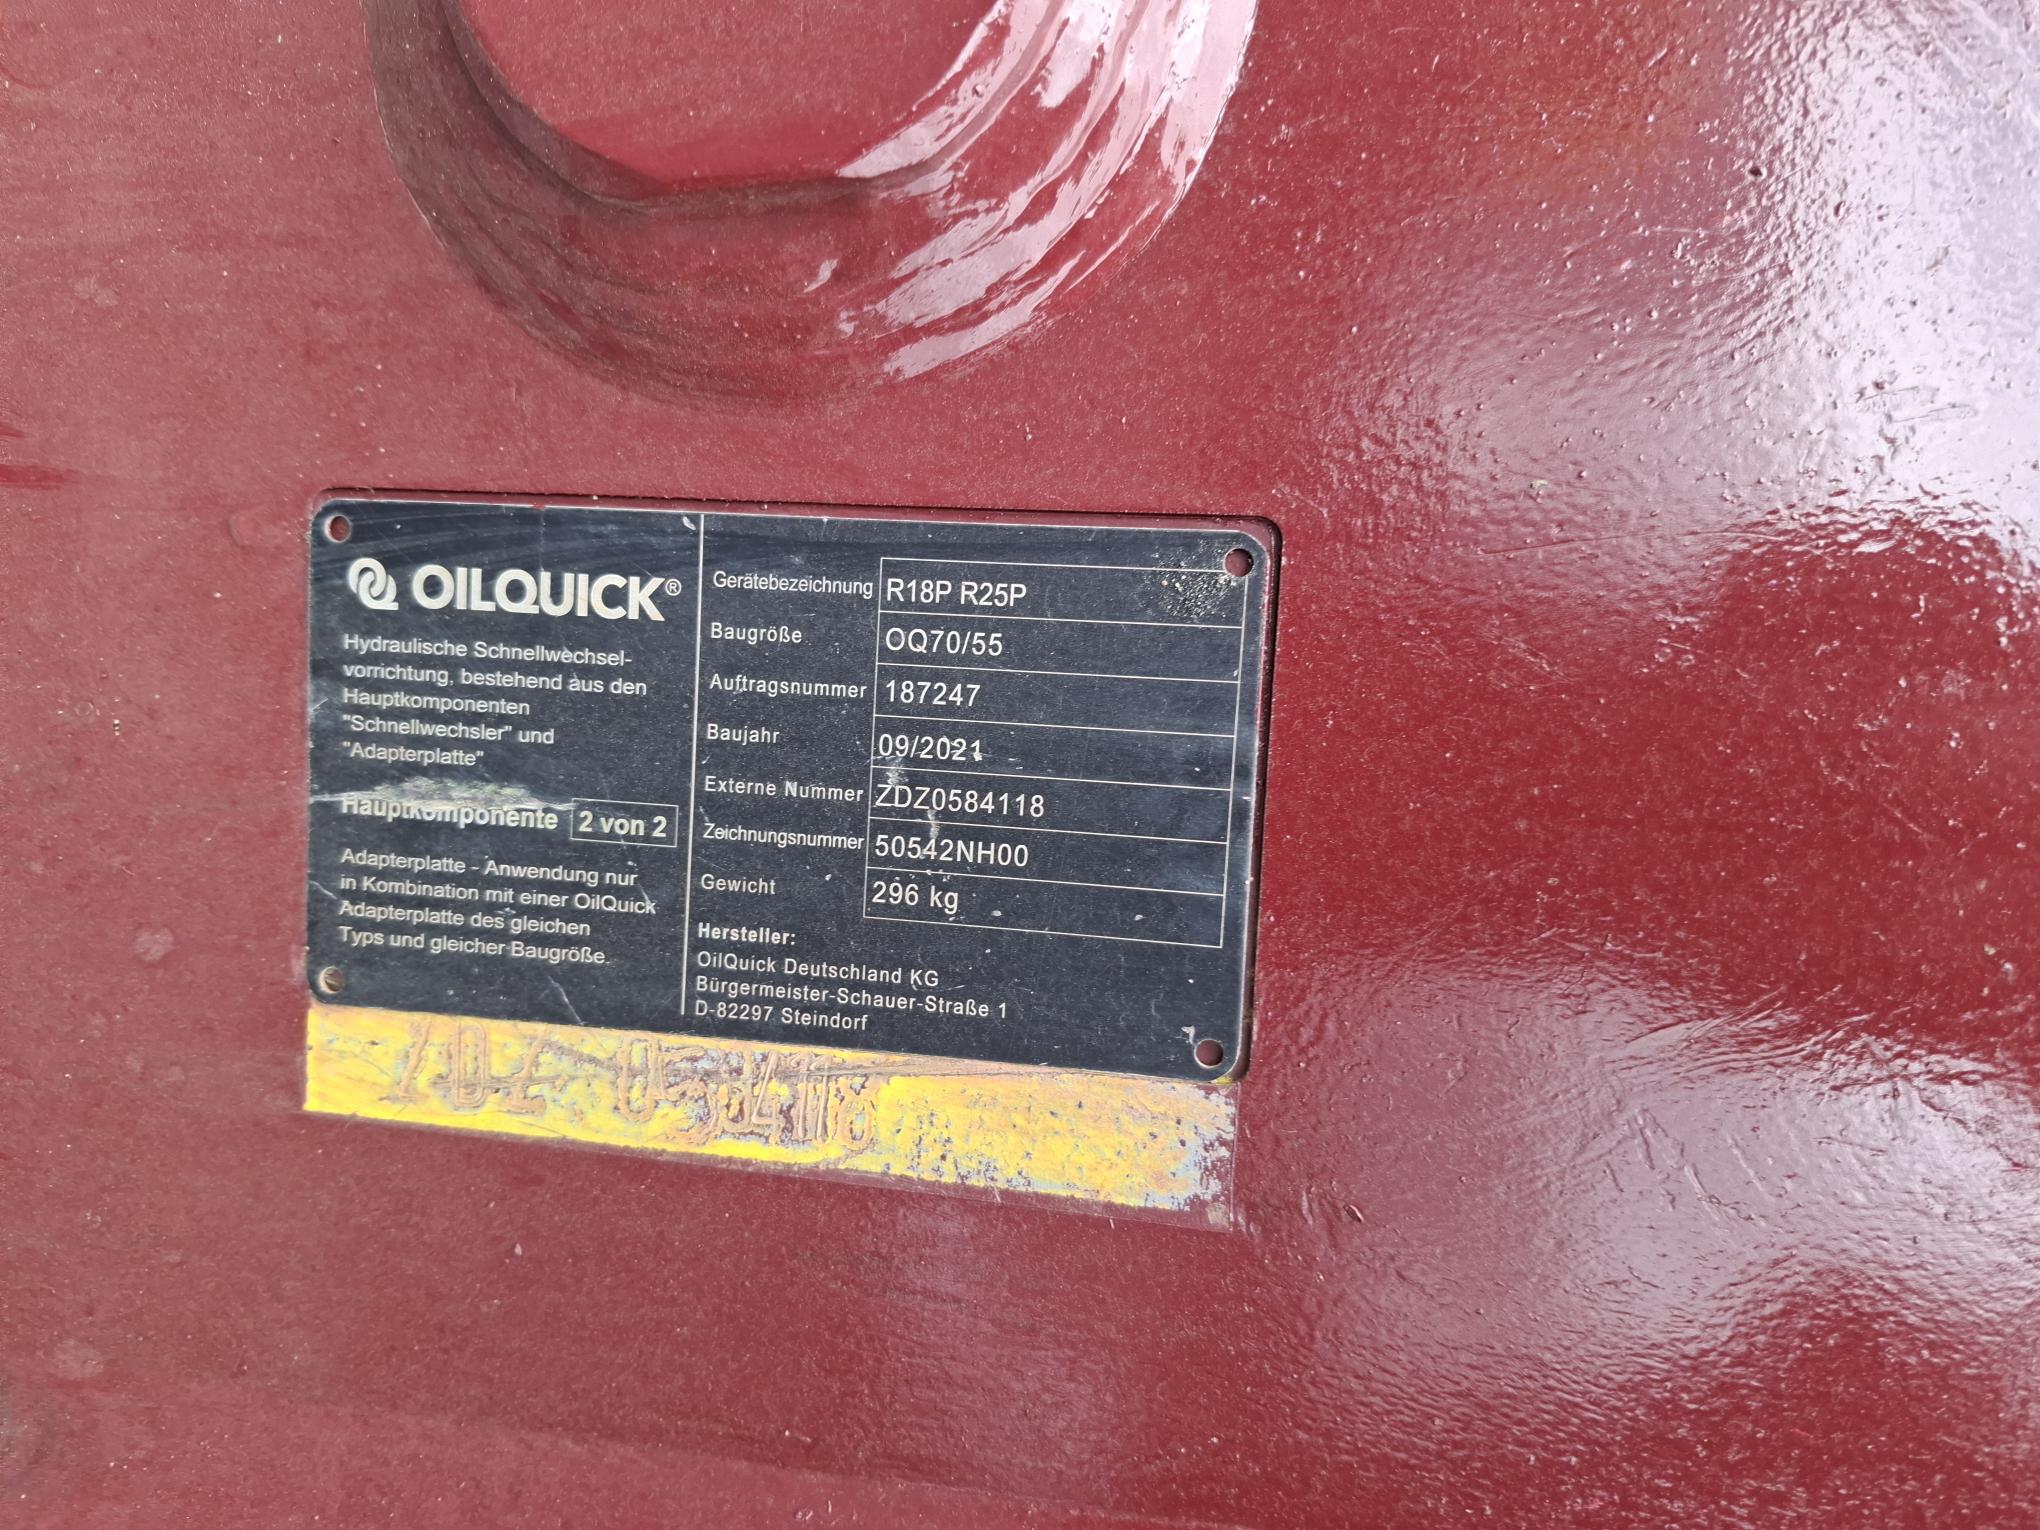 OILQUICK®
Hydraulische Schnellwechsel-
vorrichtung, bestehend aus den
Hauptkomponenten
"Schnellwechsler" und
"Adapterplatte"
Hauptkomponente 2 von 2
Adapterplatte - Anwendung nur
in Kombination mit einer OilQuick
Adapterplatte des gleichen
Typs und gleicher Baugröße.
Gerätebezeichnung R18P R25P
Baugröße OQ70/55
Auftragsnummer 187247
Baujahr 09/2021
Externe Nummer ZDZ0584118
Zeichnungsnummer 50542NH00
Gewicht 296 kg
Hersteller:
OilQuick Deutschland KG
Bürgermeister-Schauer-Straße 1
D-82297 Steindorf